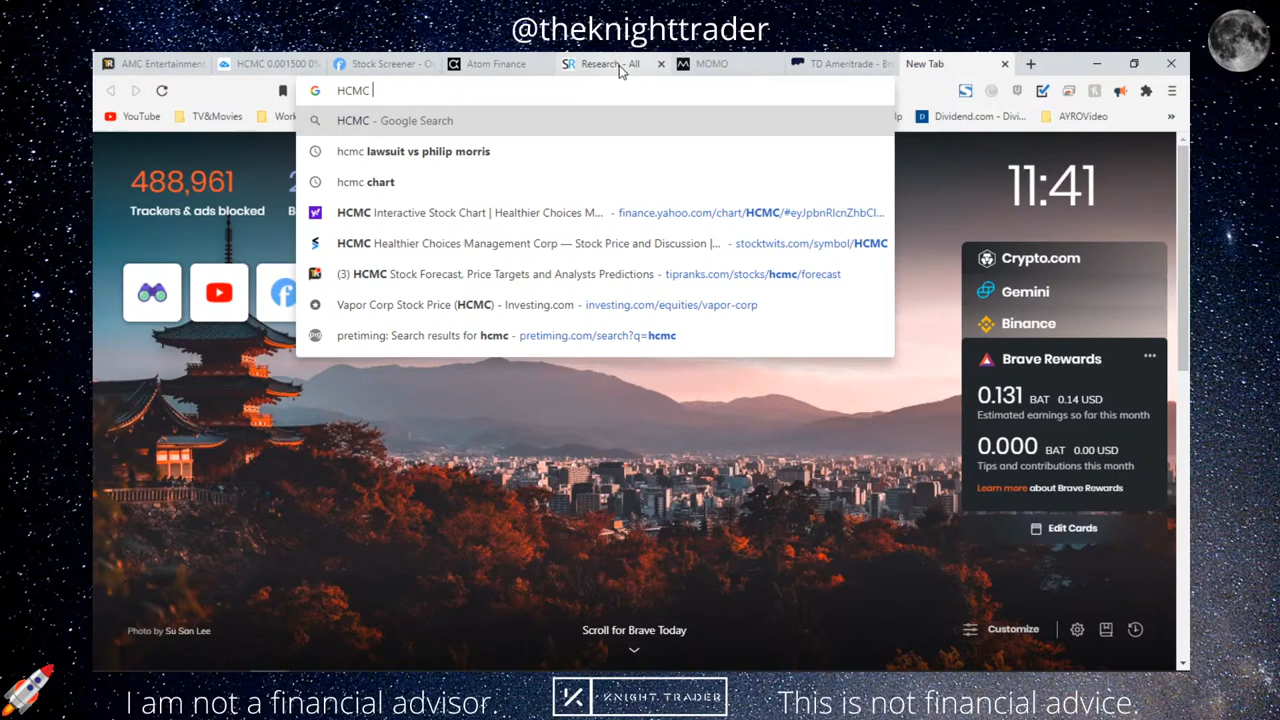 @theknighttrader
AMC Entertainment
HCMC 0.001500 0%
Stock Screener - O
Atom Finance
Research - All
MOMO
TD Ameritrade - Br
New Tab
HCMC
YouTube
TV&Movies
Work
Dividend.com - Divi...
AYROVideo
HCMC - Google Search
hcmc lawsuit vs philip morris
hcmc chart
HCMC Interactive Stock Chart | Healthier Choices M... - finance.yahoo.com/chart/HCMC/#eyJpbnRlcnZhbCI...
HCMC Healthier Choices Management Corp — Stock Price and Discussion |... - stocktwits.com/symbol/HCMC
(3) HCMC Stock Forecast, Price Targets and Analysts Predictions - tipranks.com/stocks/hcmc/forecast
Vapor Corp Stock Price (HCMC) - Investing.com - investing.com/equities/vapor-corp
pretiming: Search results for hcmc - pretiming.com/search?q=hcmc
488,961
Trackers & ads blocked
11:41
Crypto.com
Gemini
Binance
Brave Rewards
0.131 BAT 0.14 USD
Estimated earnings so far this month
0.000 BAT 0.00 USD
Tips and contributions this month
Learn more about Brave Rewards
Edit Cards
Photo by Su San Lee
Scroll for Brave Today
Customize
I am not a financial advisor.
KNIGHT TRADER
This is not financial advice.